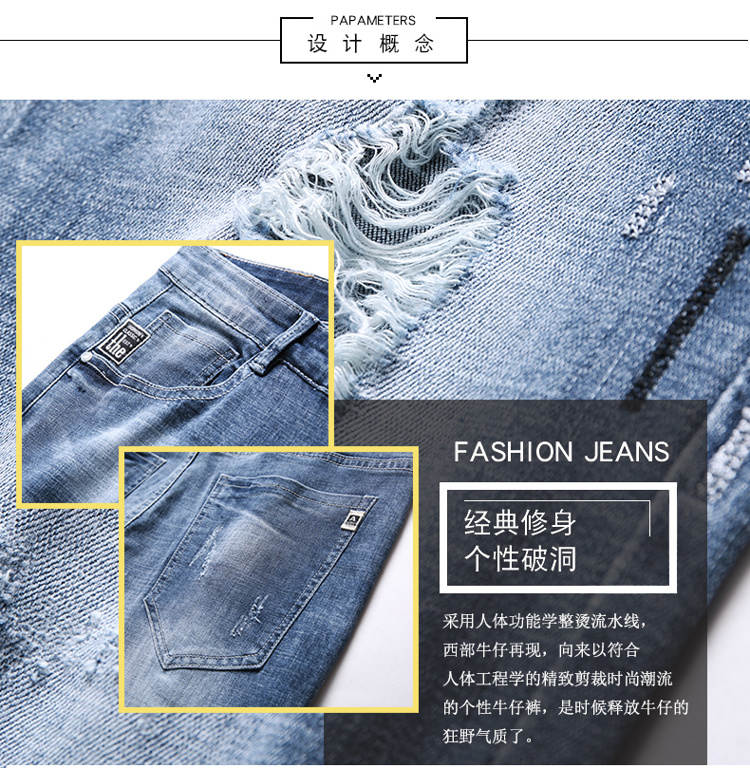 PAPAMETERS
设计概念
the
A
FASHION JEANS
经典修身
个性破洞
采用人体功能学整烫流水线，
西部牛仔再现，向来以符合
人体工程学的精致剪裁时尚潮流
的个性牛仔裤，是时候释放牛仔的
狂野气质了。